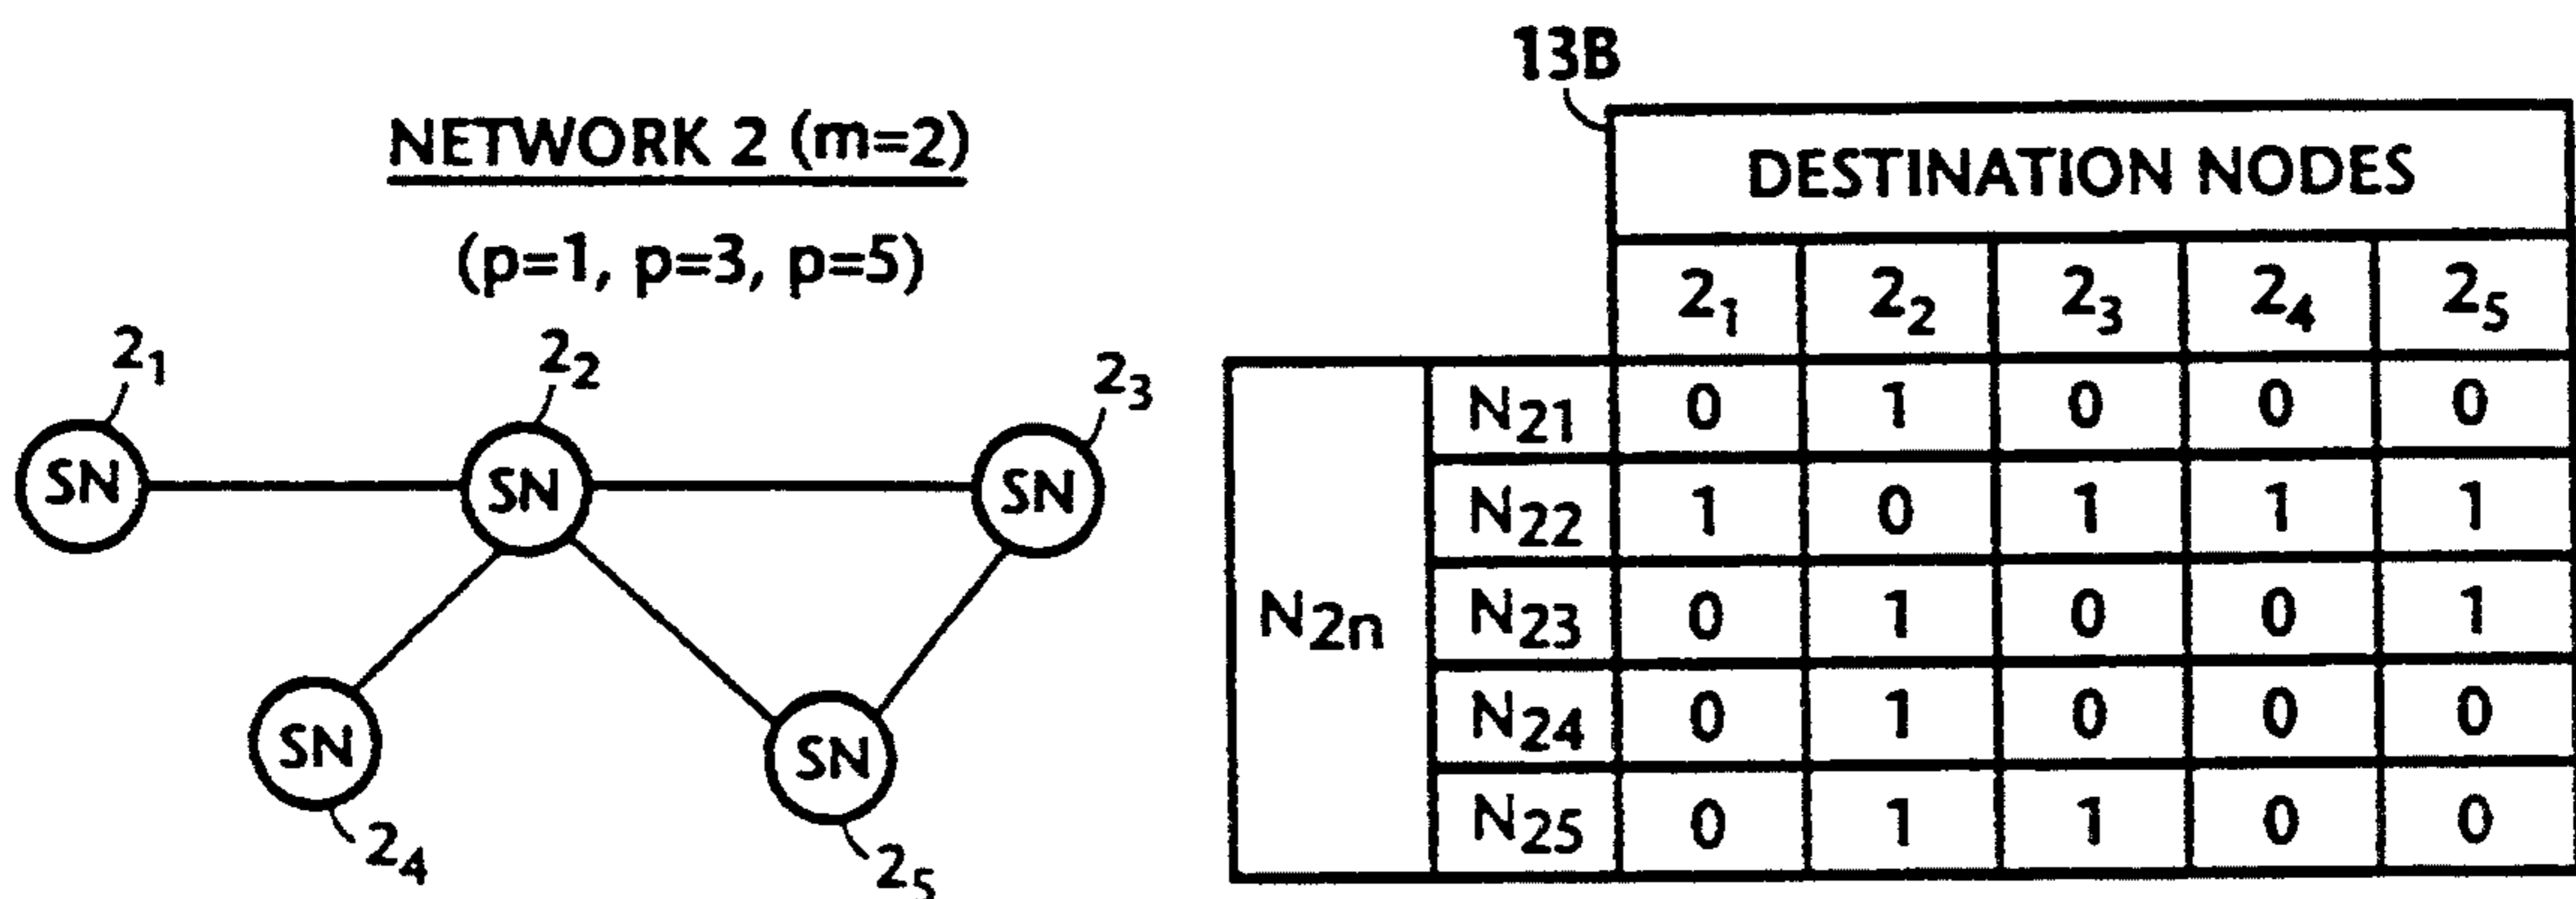 NETWORK 2 (m=2)
(p=1, p=3, p=5)
2₁
2₂
2₃
SN
SN
SN
SN
SN
2₄
2₅
13B
DESTINATION NODES
2₁ 2₂ 2₃ 2₄ 2₅
N₂ₙ
N₂₁ 0 1 0 0 0
N₂₂ 1 0 1 1 1
N₂₃ 0 1 0 0 1
N₂₄ 0 1 0 0 0
N₂₅ 0 1 1 0 0